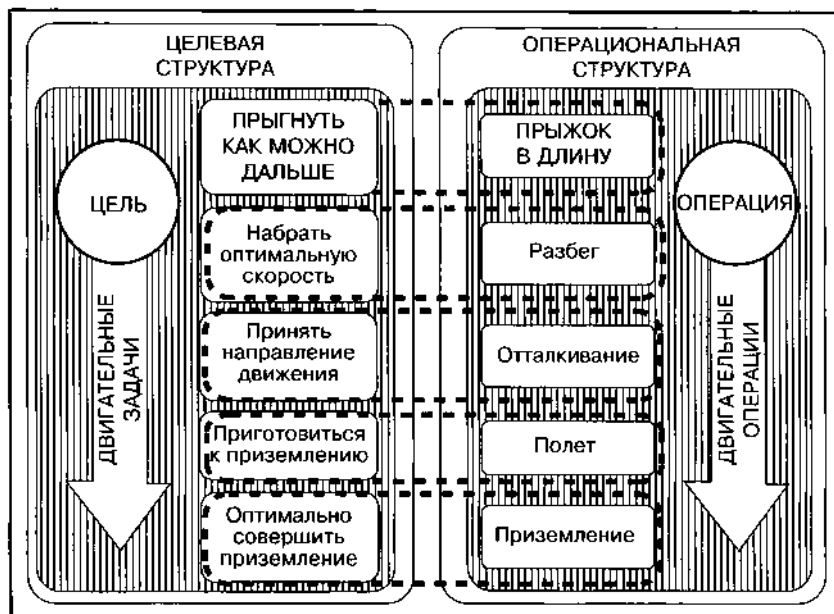 ЦЕЛЕВАЯ
СТРУКТУРА
ЦЕЛЬ
ДВИГАТЕЛЬНЫЕ
ЗАДАЧИ
ПРЫГНУТЬ
КАК МОЖНО
ДАЛЬШЕ
Набрать
оптимальную
скорость
Принять
направление
движения
Приготовиться
к приземлению
Оптимально
совершить
приземление
ОПЕРАЦИОНАЛЬНАЯ
СТРУКТУРА
ПРЫЖОК
В ДЛИНУ
Разбег
Отталкивание
Полет
Приземление
ОПЕРАЦИЯ
ДВИГАТЕЛЬНЫЕ
ОПЕРАЦИИ